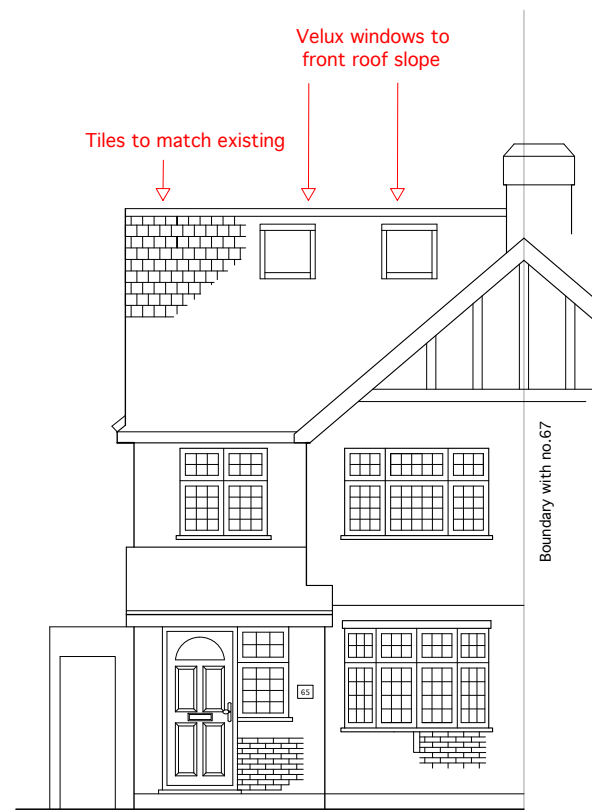 Velux windows to
front roof slope
Tiles to match existing
Boundary with no.67
65